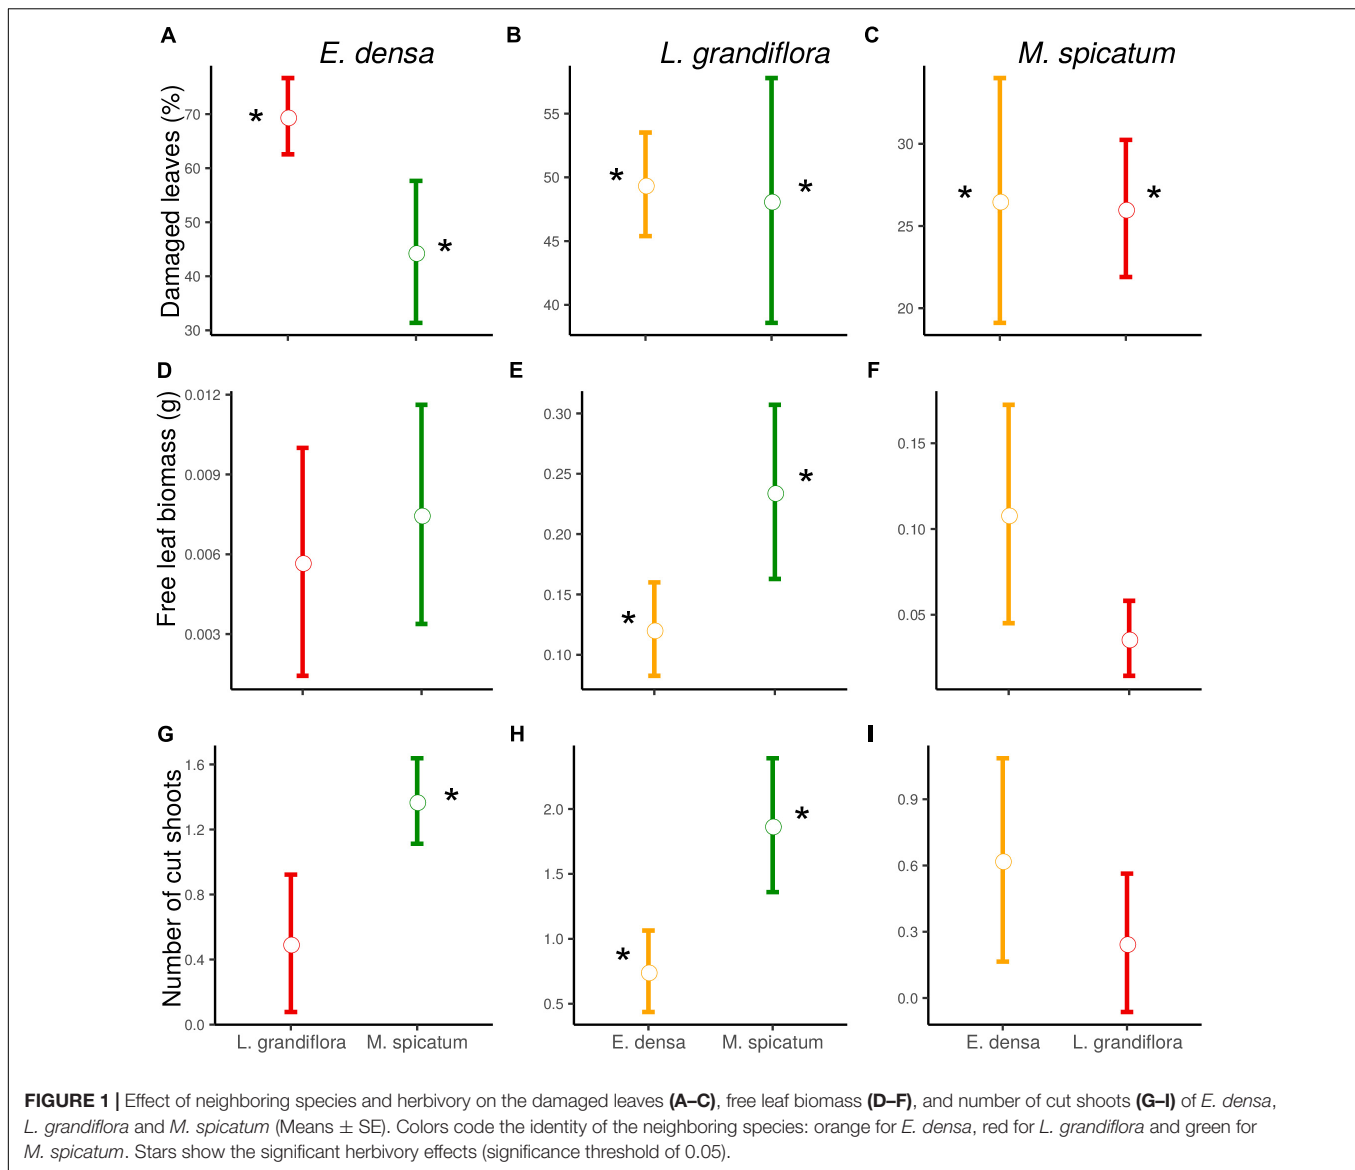 A
E. densa
B
L. grandiflora
C
M. spicatum
Damaged leaves (%)
70
60
50
40
30
*
*
55
50
45
40
*
*
30
25
20
*
*
D
E
F
Free leaf biomass (g)
0.012
0.009
0.006
0.003
0.30
0.25
0.20
0.15
0.10
*
*
0.15
0.10
0.05
G
H
I
Number of cut shoots
1.6
1.2
0.8
0.4
0.0
*
2.0
1.5
1.0
0.5
*
*
0.9
0.6
0.3
0.0
L. grandiflora M. spicatum
E. densa M. spicatum
E. densa L. grandiflora
FIGURE 1 | Effect of neighboring species and herbivory on the damaged leaves (A–C), free leaf biomass (D–F), and number of cut shoots (G–I) of E. densa,
L. grandiflora and M. spicatum (Means ± SE). Colors code the identity of the neighboring species: orange for E. densa, red for L. grandiflora and green for
M. spicatum. Stars show the significant herbivory effects (significance threshold of 0.05).